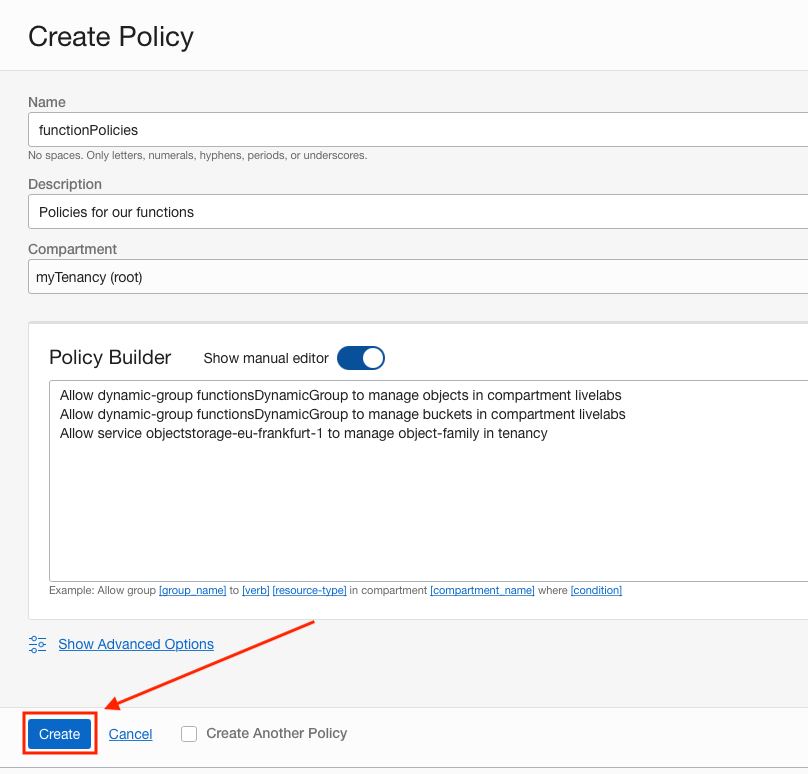 Create Policy
Name
functionPolicies
No spaces. Only letters, numerals, hyphens, periods, or underscores.
Description
Policies for our functions
Compartment
myTenancy (root)
Policy Builder Show manual editor
Allow dynamic-group functionsDynamicGroup to manage objects in compartment livelabs
Allow dynamic-group functionsDynamicGroup to manage buckets in compartment livelabs
Allow service objectstorage-eu-frankfurt-1 to manage object-family in tenancy
Example: Allow group [group_name] to [verb] [resource-type] in compartment [compartment_name] where [condition]
Show Advanced Options
Create Cancel Create Another Policy